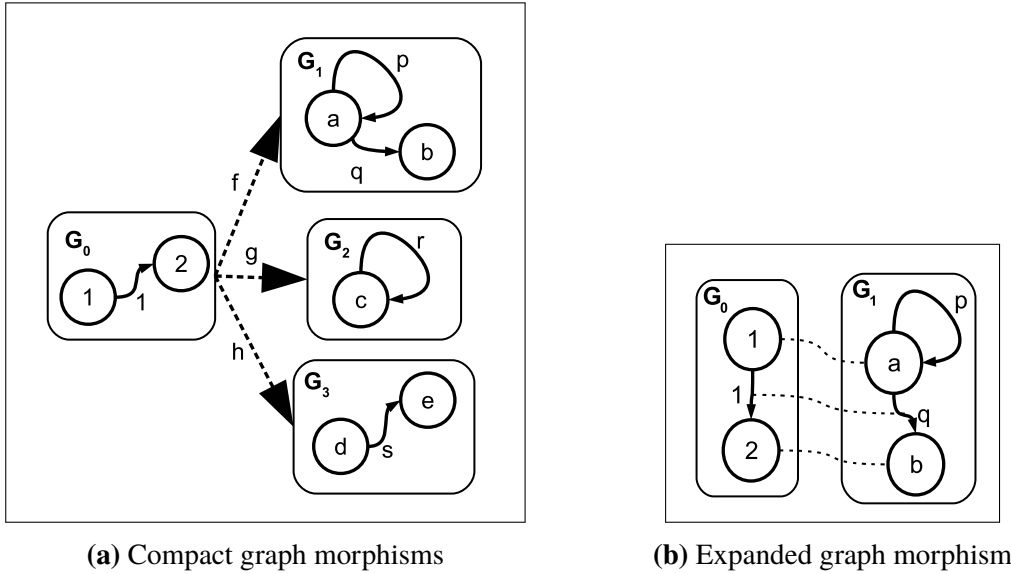 G₁
p
a
b
q
f
G₀
2
1
1
g
G₂
r
c
h
G₃
e
d
s
G₀
1
1
2
G₁
p
a
q
b
(a) Compact graph morphisms
(b) Expanded graph morphism